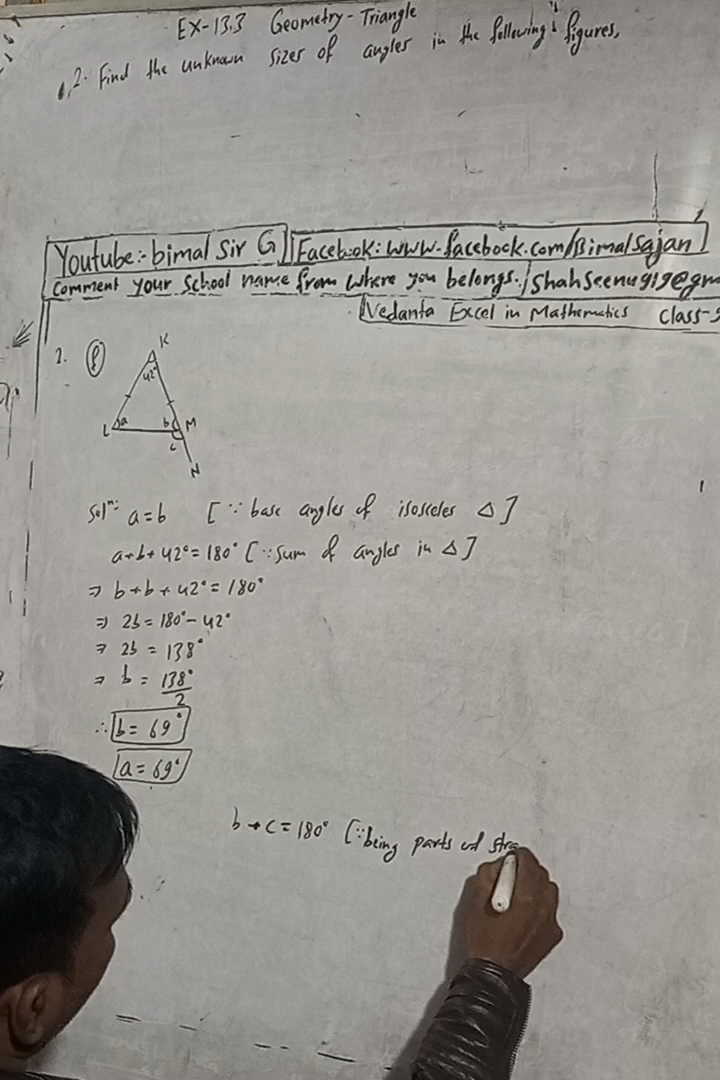 EX-13.3 Geometry-Triangle
2. Find the unknown sizes of angles in the following figures,
Youtube:- bimal Sir G
Facebook: www.facebook.com/Bimalsajan
Comment your School name from where you belongs.
Shahseenu919@gm
Vedanta Excel in Mathematics Class-9
2.
K
42°
L a b M
c
N
Solⁿ: a=b [∵ base angles of isosceles Δ]
a+b+42°=180° [∵ Sum of angles in Δ]
⇒ b+b+42°=180°
⇒ 2b=180°-42°
⇒ 2b = 138°
⇒ b = 138°
2
∴ b= 69°
a=69°
b+c=180° [∵ being parts of stra